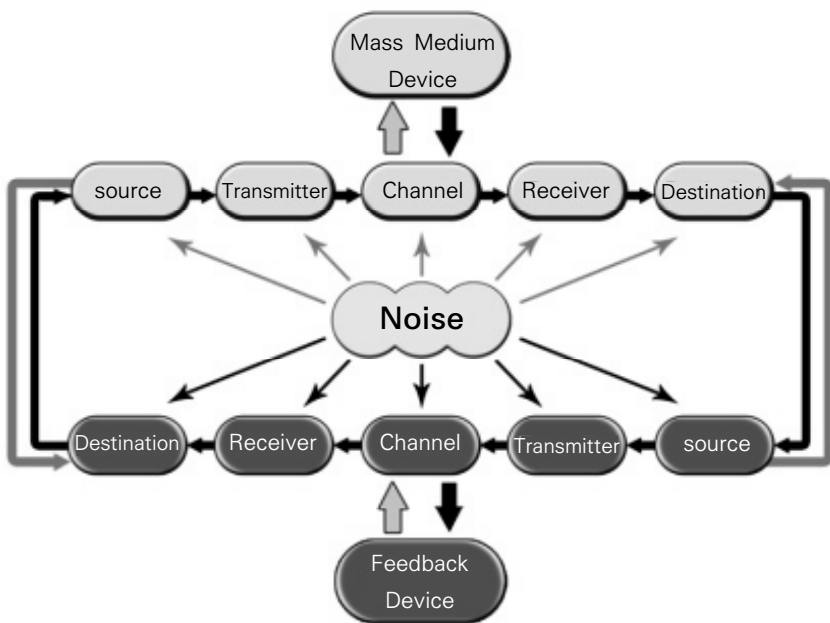 Mass Medium
Device
source
Transmitter
Channel
Receiver
Destination
Noise
Destination
Receiver
Channel
Transmitter
source
Feedback
Device